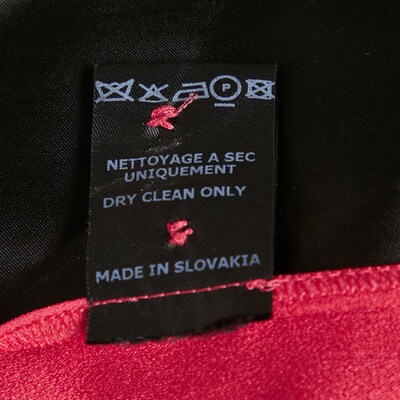 P
NETTOYAGE A SEC
UNIQUEMENT
DRY CLEAN ONLY
MADE IN SLOVAKIA